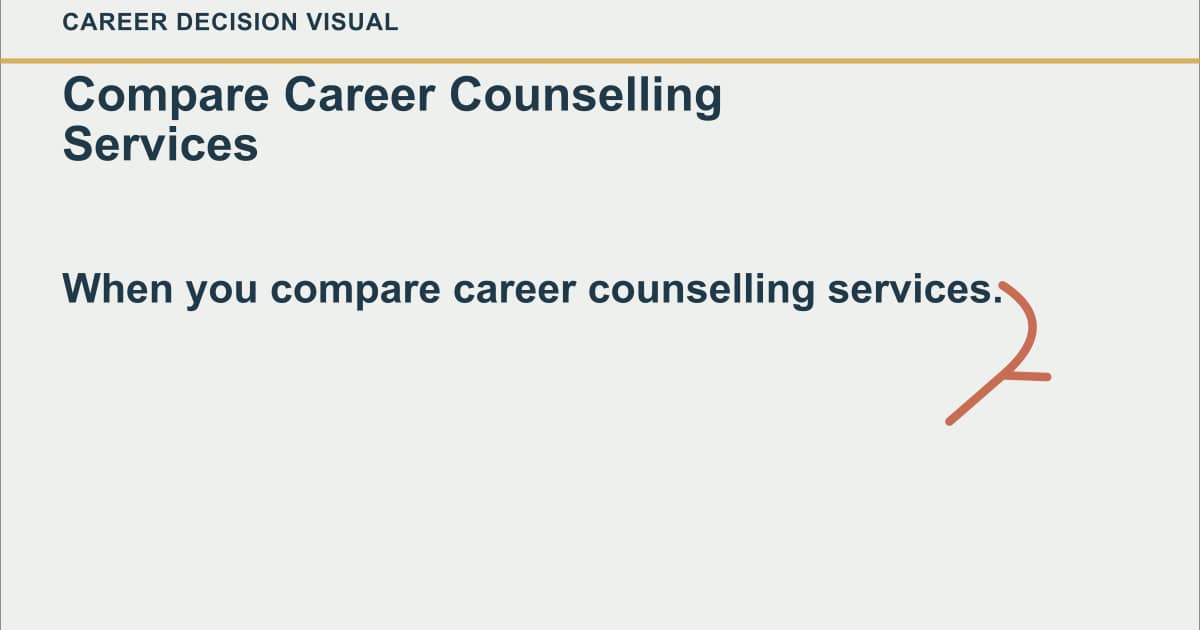 CAREER DECISION VISUAL
Compare Career Counselling
Services
When you compare career counselling services.